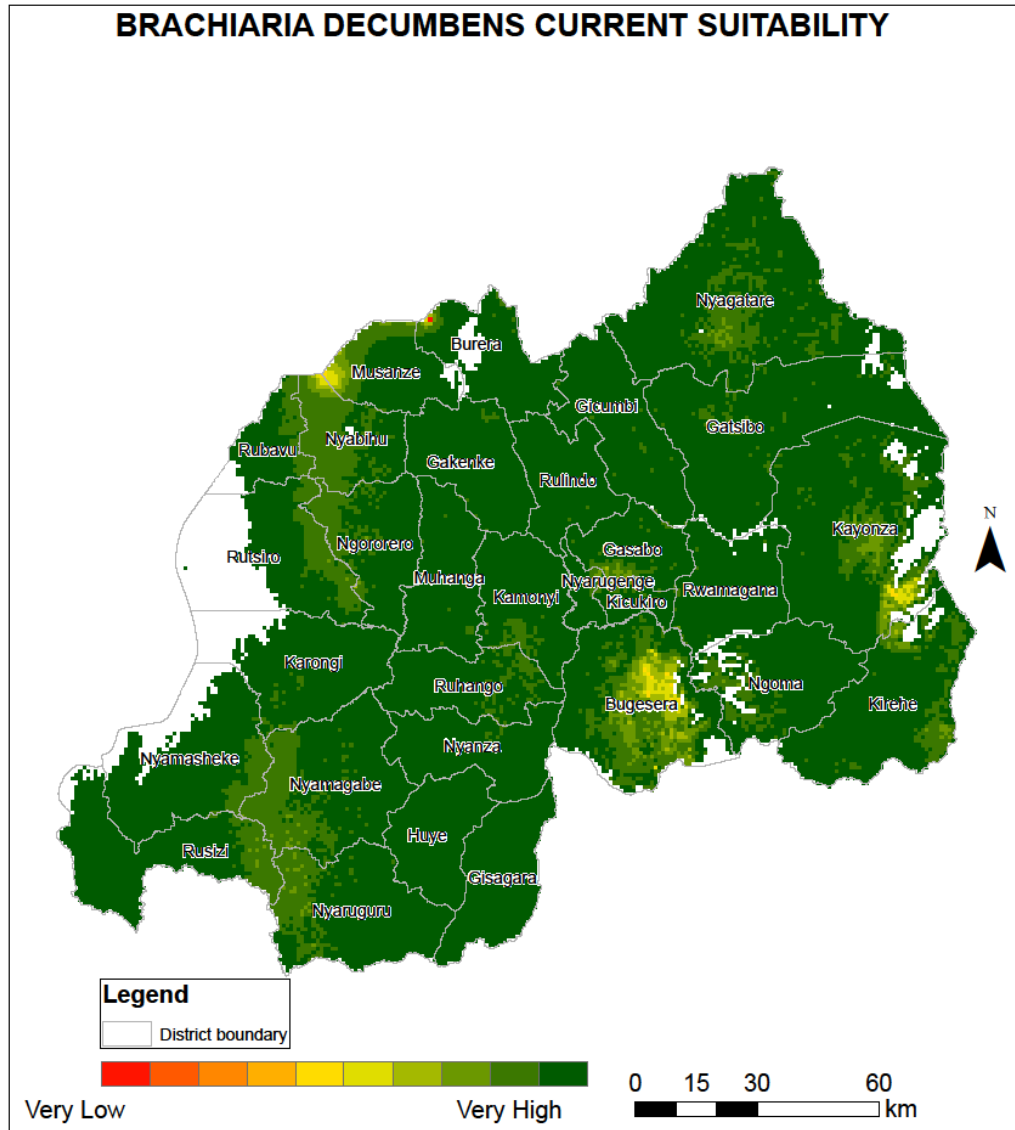 BRACHIARIA DECUMBENS CURRENT SUITABILITY
Nyagatare
Burera
Musanze
Gicumbi
Gatsibo
Nyabihu
Rubavu
Gakenke
Rulindo
Kayonza
N
Rutsiro
Ngororero
Gasabo
Muhanga
Nyarugenge
Kamonyi
Kicukiro
Rwamagana
Karongi
Ruhango
Ngoma
Bugesera
Kirehe
Nyanza
Nyamasheke
Nyamagabe
Huye
Rusizi
Gisagara
Nyaruguru
Legend
District boundary
0 15 30 60
km
Very Low
Very High